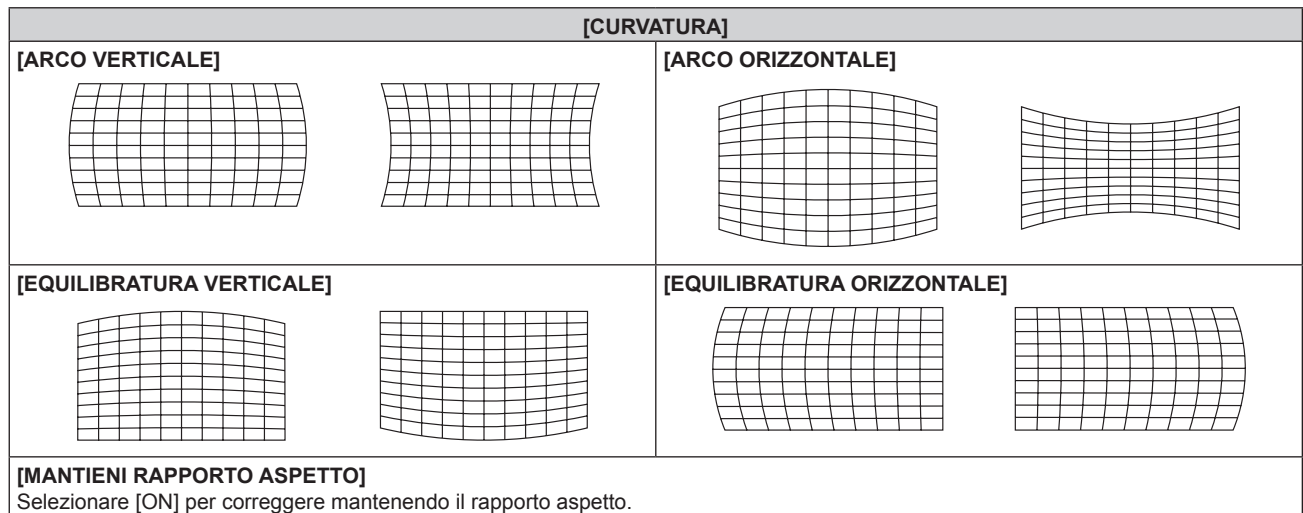 [CURVATURA]
[ARCO VERTICALE]
[ARCO ORIZZONTALE]
[EQUILIBRATURA VERTICALE]
[EQUILIBRATURA ORIZZONTALE]
[MANTIENI RAPPORTO ASPETTO]
Selezionare [ON] per correggere mantenendo il rapporto aspetto.